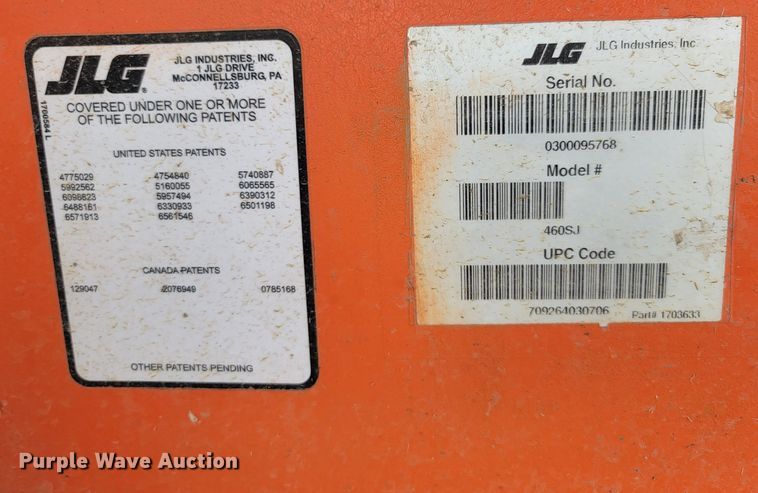 JLG
JLG INDUSTRIES, INC.
1 JLG DRIVE
McCONNELLSBURG, PA
17233
1700584 L
COVERED UNDER ONE OR MORE
OF THE FOLLOWING PATENTS
UNITED STATES PATENTS
4775029 4754840 5740887
5992562 5160055 6065565
6098823 5957494 6390312
6488161 6330933 6501198
6571913 6561546
CANADA PATENTS
129047 2076949 0785168
OTHER PATENTS PENDING
JLG JLG Industries, Inc
Serial No.
0300095768
Model #
460SJ
UPC Code
709264030706
Part# 1703633
Purple Wave Auction